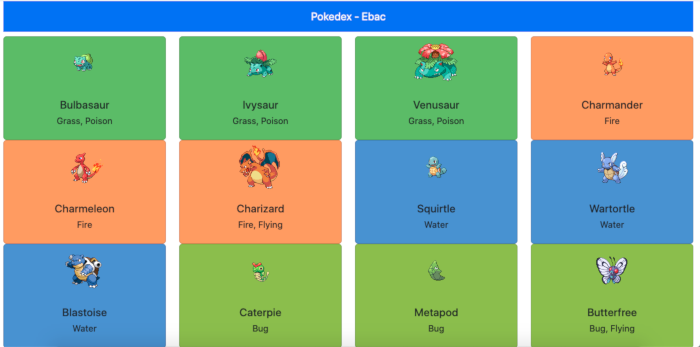 Pokedex - Ebac
Bulbasaur
Grass, Poison
Ivysaur
Grass, Poison
Venusaur
Grass, Poison
Charmander
Fire
Charmeleon
Fire
Charizard
Fire, Flying
Squirtle
Water
Wartortle
Water
Blastoise
Water
Caterpie
Bug
Metapod
Bug
Butterfree
Bug, Flying